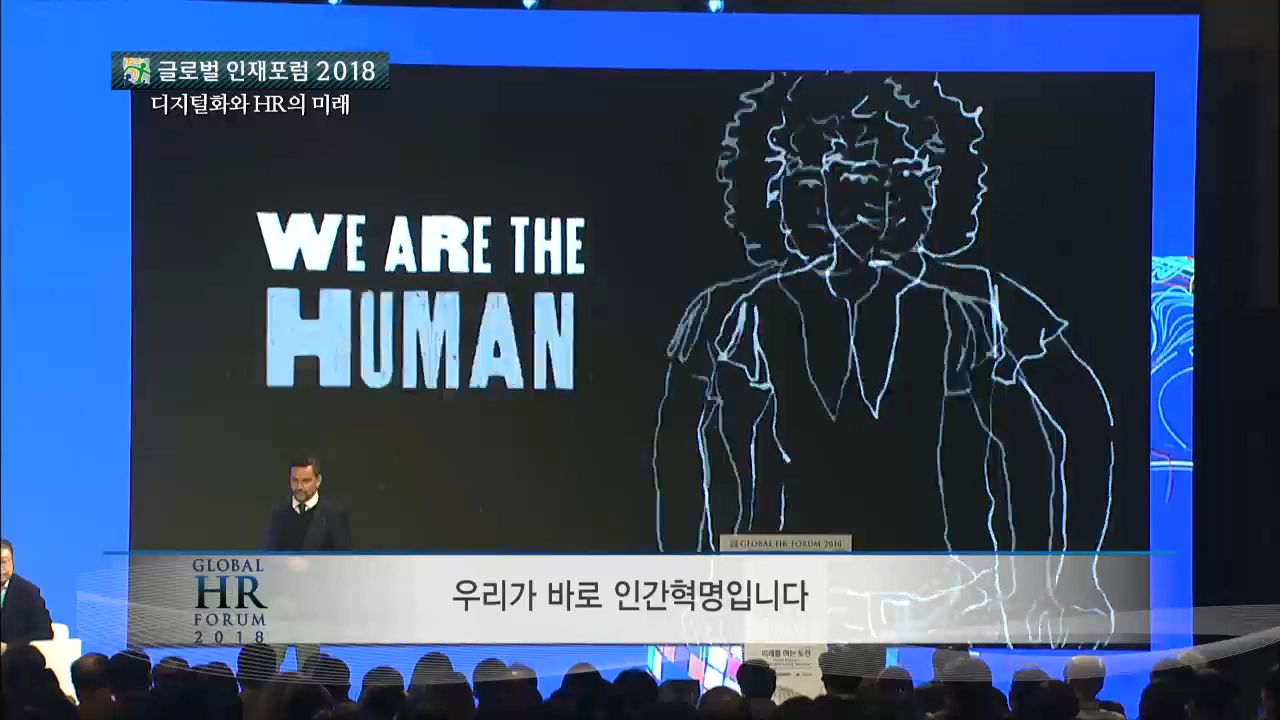 글로벌 인재포럼 2018
디지털화와 HR의 미래
WE ARE THE
HUMAN
GLOBAL HR FORUM 2018
GLOBAL
HR
FORUM
2018
우리가 바로 인간혁명입니다
미래를 여는 도전